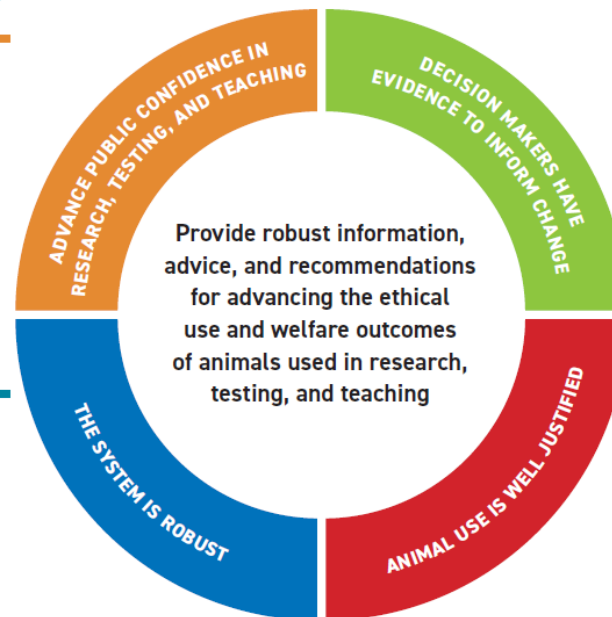 ADVANCE PUBLIC CONFIDENCE IN
RESEARCH, TESTING, AND TEACHING
DECISION MAKERS HAVE
EVIDENCE TO INFORM CHANGE
Provide robust information,
advice, and recommendations
for advancing the ethical
use and welfare outcomes
of animals used in research,
testing, and teaching
THE SYSTEM IS ROBUST
ANIMAL USE IS WELL JUSTIFIED